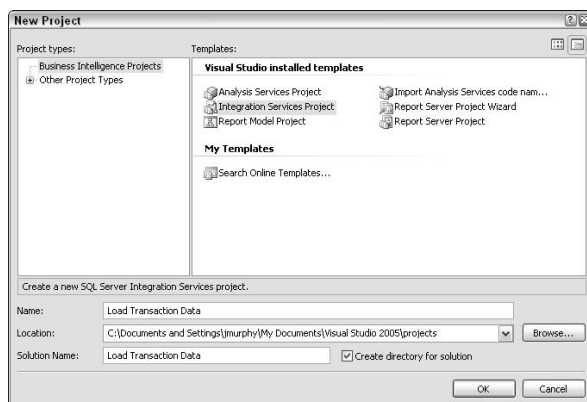 New Project
Project types:
Templates:
Business Intelligence Projects
Other Project Types
Visual Studio installed templates
Analysis Services Project
Integration Services Project
Report Model Project
Import Analysis Services code nam...
Report Server Project Wizard
Report Server Project
My Templates
Search Online Templates...
Create a new SQL Server Integration Services project.
Name:
Load Transaction Data
Location:
C:\Documents and Settings\jmurphy\My Documents\Visual Studio 2005\projects
Browse...
Solution Name:
Load Transaction Data
Create directory for solution
OK
Cancel